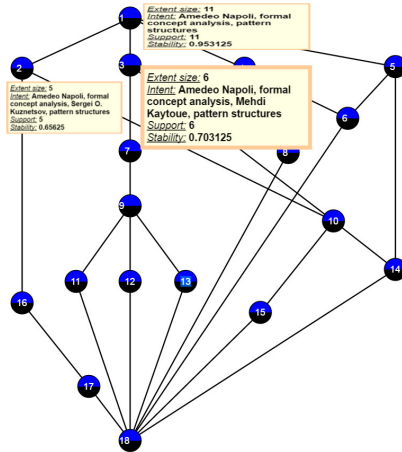 1
Extent size: 11
Intent: Amedeo Napoli, formal
concept analysis, pattern
structures
Support:
11
Stability: 0.953125
2
3
5
Extent size: 5
Intent: Amedeo Napoli, formal
concept analysis, Sergei O.
Kuznetsov, pattern structures
Support: 5
Stability: 0.65625
Extent size: 6
Intent: Amedeo Napoli, formal
concept analysis, Mehdi
Kaytoue, pattern structures
Support:
6
Stability: 0.703125
6
7
8
9
10
11
12
13
14
16
15
17
18